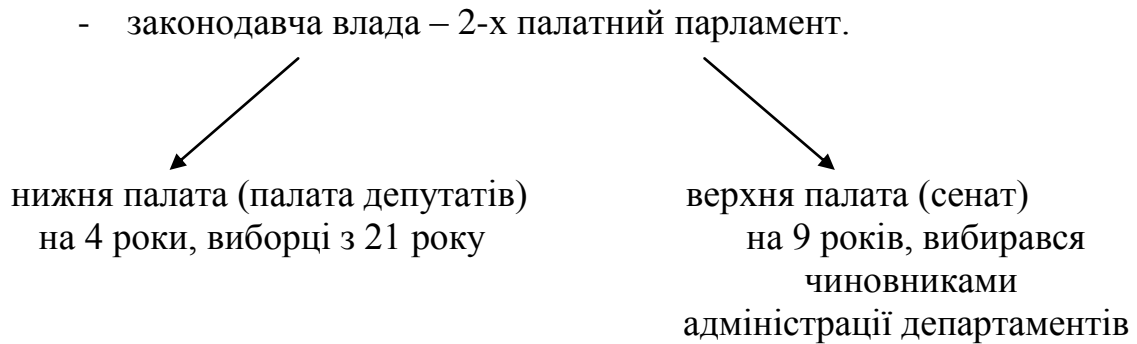 - законодавча влада – 2-х палатний парламент.
нижня палата (палата депутатів)
на 4 роки, виборці з 21 року
верхня палата (сенат)
на 9 років, вибирався
чиновниками
адміністрації департаментів